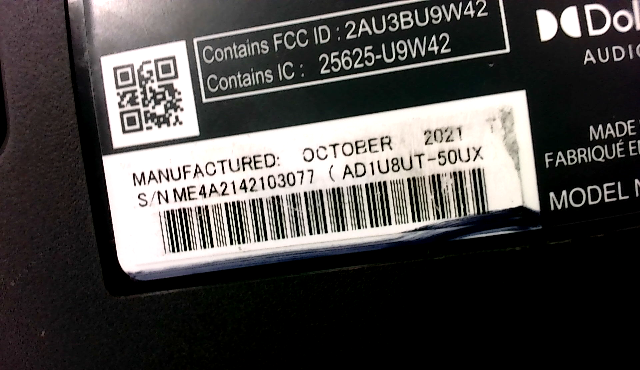 Contains FCC ID : 2AU3BU9W42
Contains IC : 25625-U9W42
AUDIO
MANUFACTURED: OCTOBER 2021
S/N ME4A2142103077 ( AD1U8UT-50UX
MADE
FABRIQUÉ
MODEL